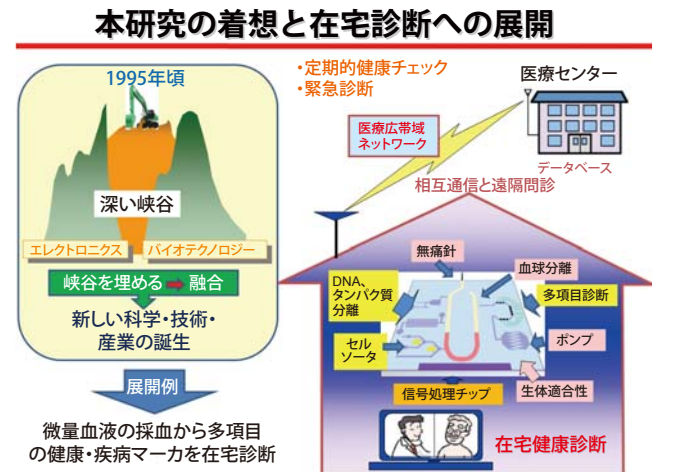 本研究の着想と在宅診断への展開
1995年頃
深い峡谷
エレクトロニクス
バイオテクノロジー
峡谷を埋める➡融合
新しい科学・技術・
産業の誕生
展開例
微量血液の採血から多項目
の健康・疾病マーカを在宅診断
・定期的健康チェック
・緊急診断
医療センター
医療広帯域
ネットワーク
データベース
相互通信と遠隔問診
無痛針
血球分離
DNA、
タンパク質
分離
多項目診断
セル
ソータ
ポンプ
信号処理チップ
生体適合性
在宅健康診断